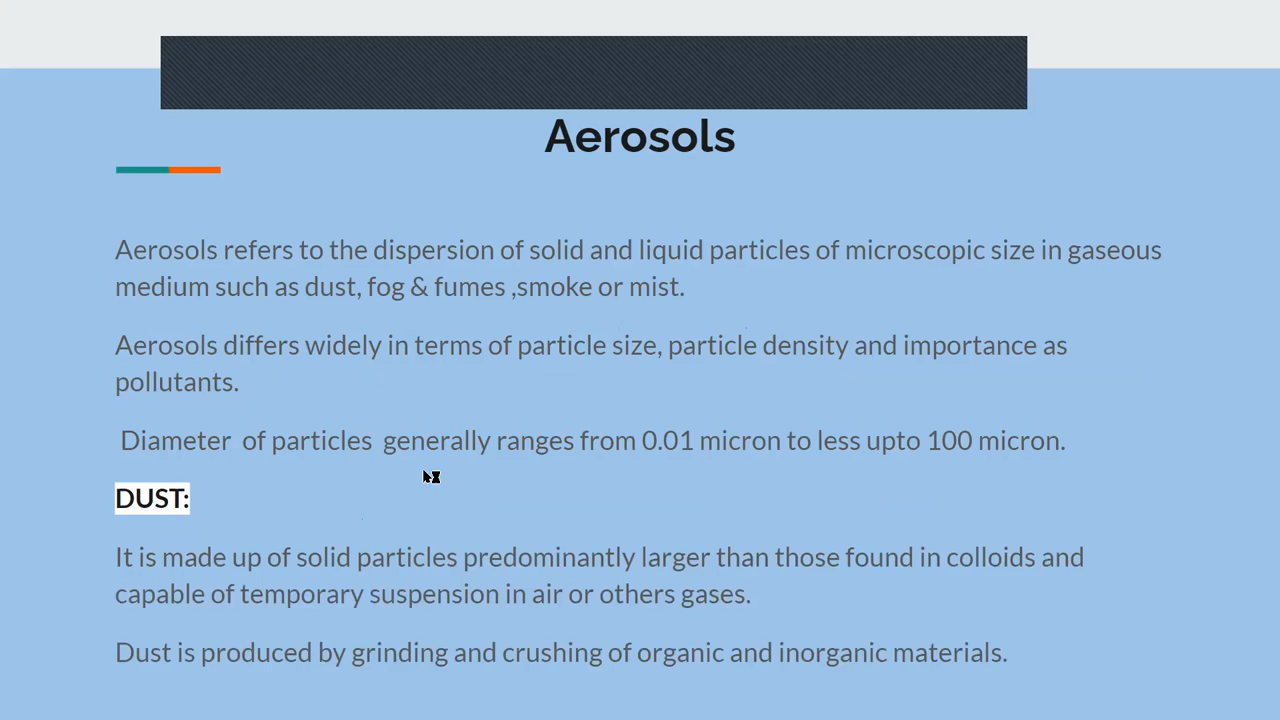 Aerosols
Aerosols refers to the dispersion of solid and liquid particles of microscopic size in gaseous
medium such as dust, fog & fumes ,smoke or mist.
Aerosols differs widely in terms of particle size, particle density and importance as
pollutants.
Diameter of particles generally ranges from 0.01 micron to less upto 100 micron.
DUST:
It is made up of solid particles predominantly larger than those found in colloids and
capable of temporary suspension in air or others gases.
Dust is produced by grinding and crushing of organic and inorganic materials.